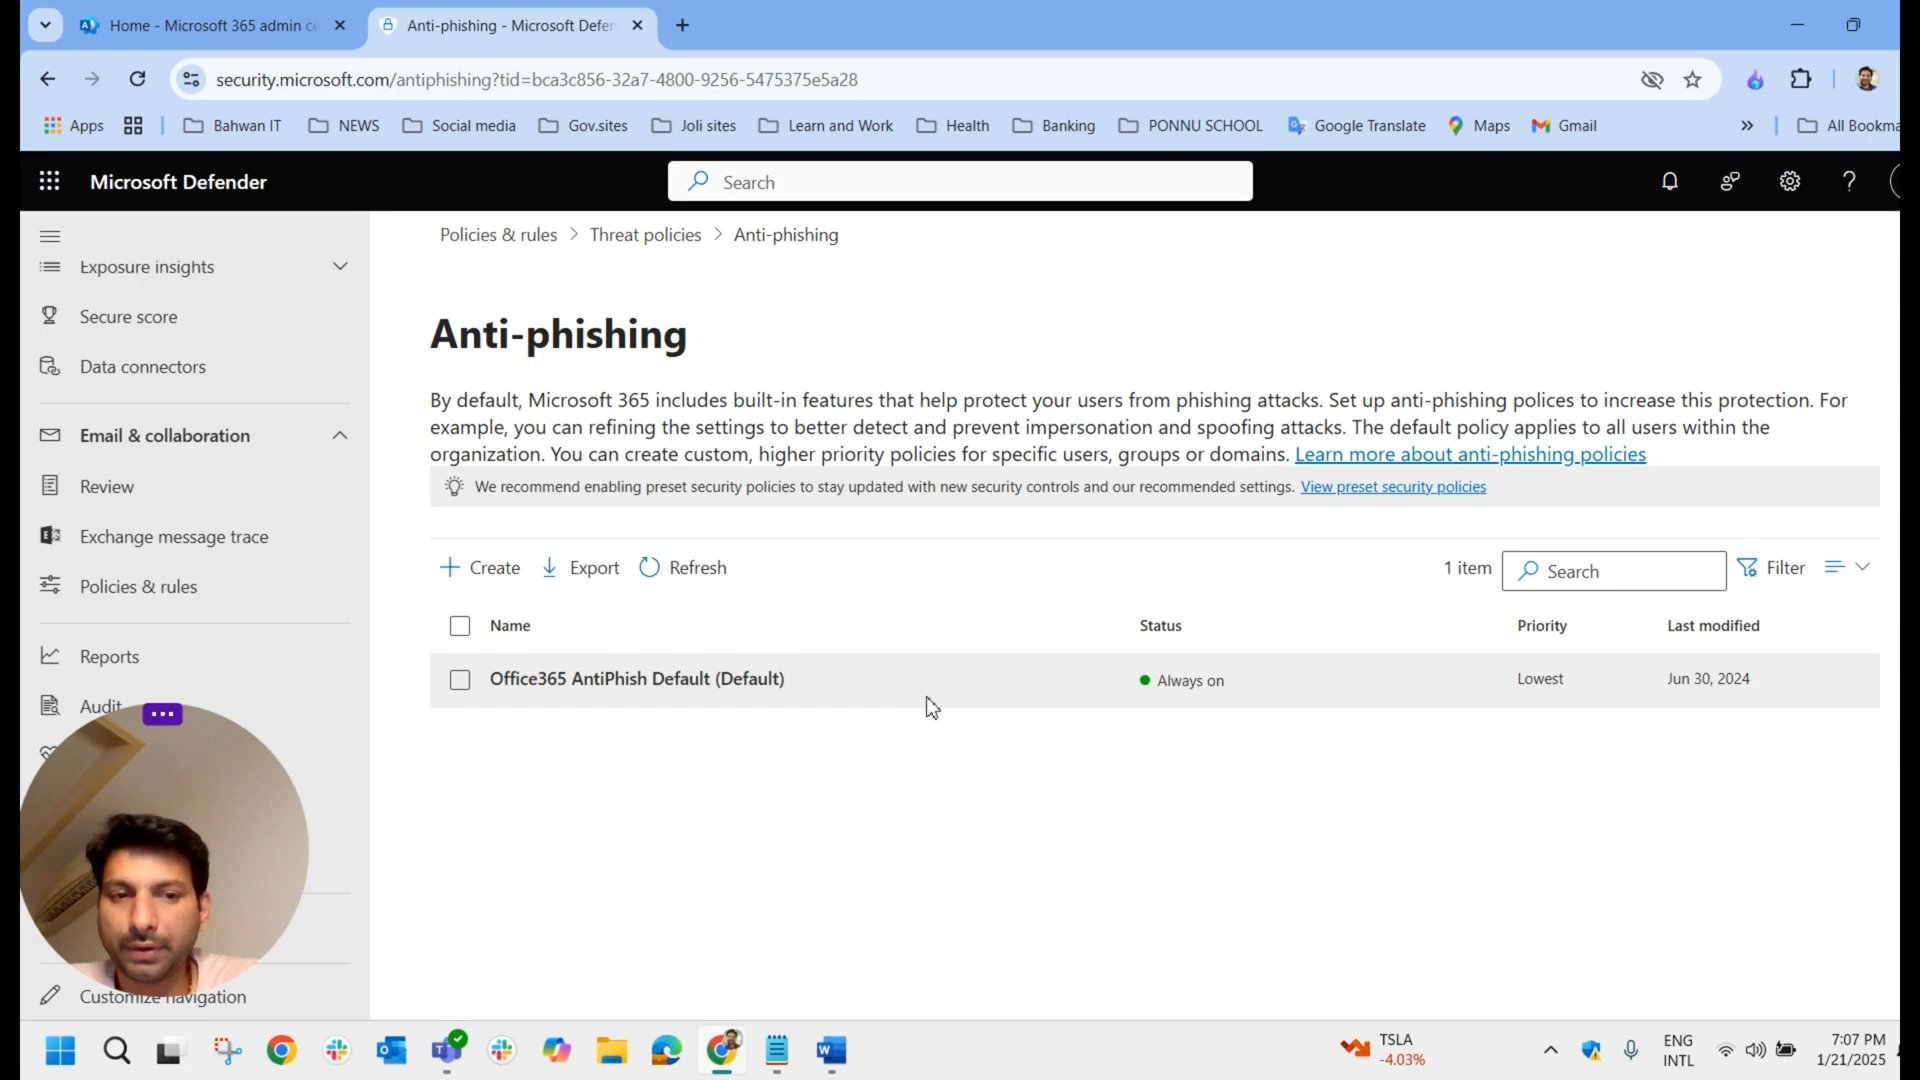 Home - Microsoft 365 admin ce
Anti-phishing - Microsoft Defen
security.microsoft.com/antiphishing?tid=bca3c856-32a7-4800-9256-5475375e5a28
Apps
Bahwan IT
NEWS
Social media
Gov.sites
Joli sites
Learn and Work
Health
Banking
PONNU SCHOOL
Google Translate
Maps
Gmail
All Bookma
Microsoft Defender
Search
Exposure insights
Secure score
Data connectors
Email & collaboration
Review
Exchange message trace
Policies & rules
Reports
Audit
Customize navigation
Policies & rules > Threat policies > Anti-phishing
Anti-phishing
By default, Microsoft 365 includes built-in features that help protect your users from phishing attacks. Set up anti-phishing polices to increase this protection. For
example, you can refining the settings to better detect and prevent impersonation and spoofing attacks. The default policy applies to all users within the
organization. You can create custom, higher priority policies for specific users, groups or domains. Learn more about anti-phishing policies
We recommend enabling preset security policies to stay updated with new security controls and our recommended settings. View preset security policies
Create
Export
Refresh
1 item
Search
Filter
Name
Status
Priority
Last modified
Office365 AntiPhish Default (Default)
Always on
Lowest
Jun 30, 2024
TSLA
-4.03%
ENG
INTL
7:07 PM
1/21/2025